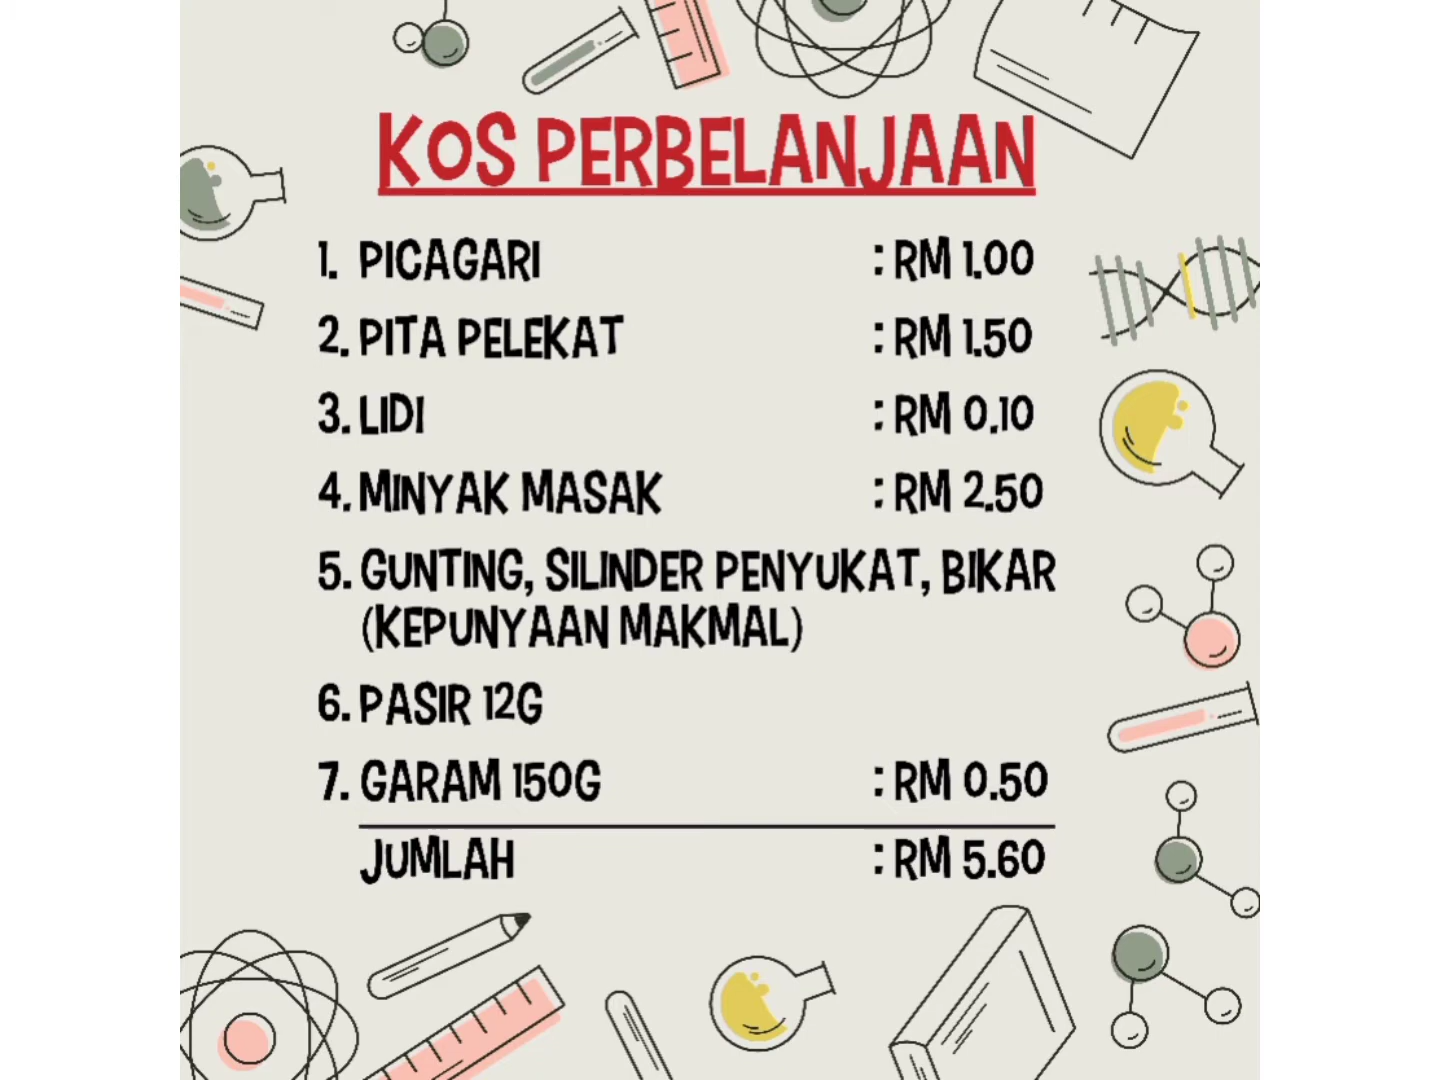 KOS PERBELANJAAN
1. PICAGARI : RM 1.00
2. PITA PELEKAT : RM 1.50
3. LIDI : RM 0.10
4. MINYAK MASAK : RM 2.50
5. GUNTING, SILINDER PENYUKAT, BIKAR
(KEPUNYAAN MAKMAL)
6. PASIR 12G
7. GARAM 150G : RM 0.50
JUMLAH : RM 5.60